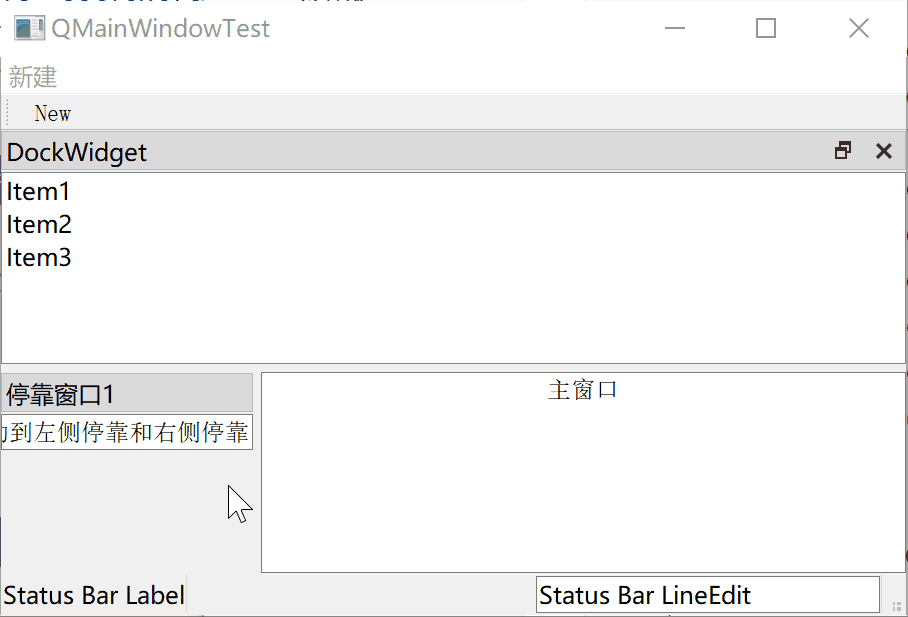 QMainWindowTest
新建
New
DockWidget
Item1
Item2
Item3
停靠窗口1
主窗口
到左侧停靠和右侧停靠
Status Bar Label
Status Bar LineEdit